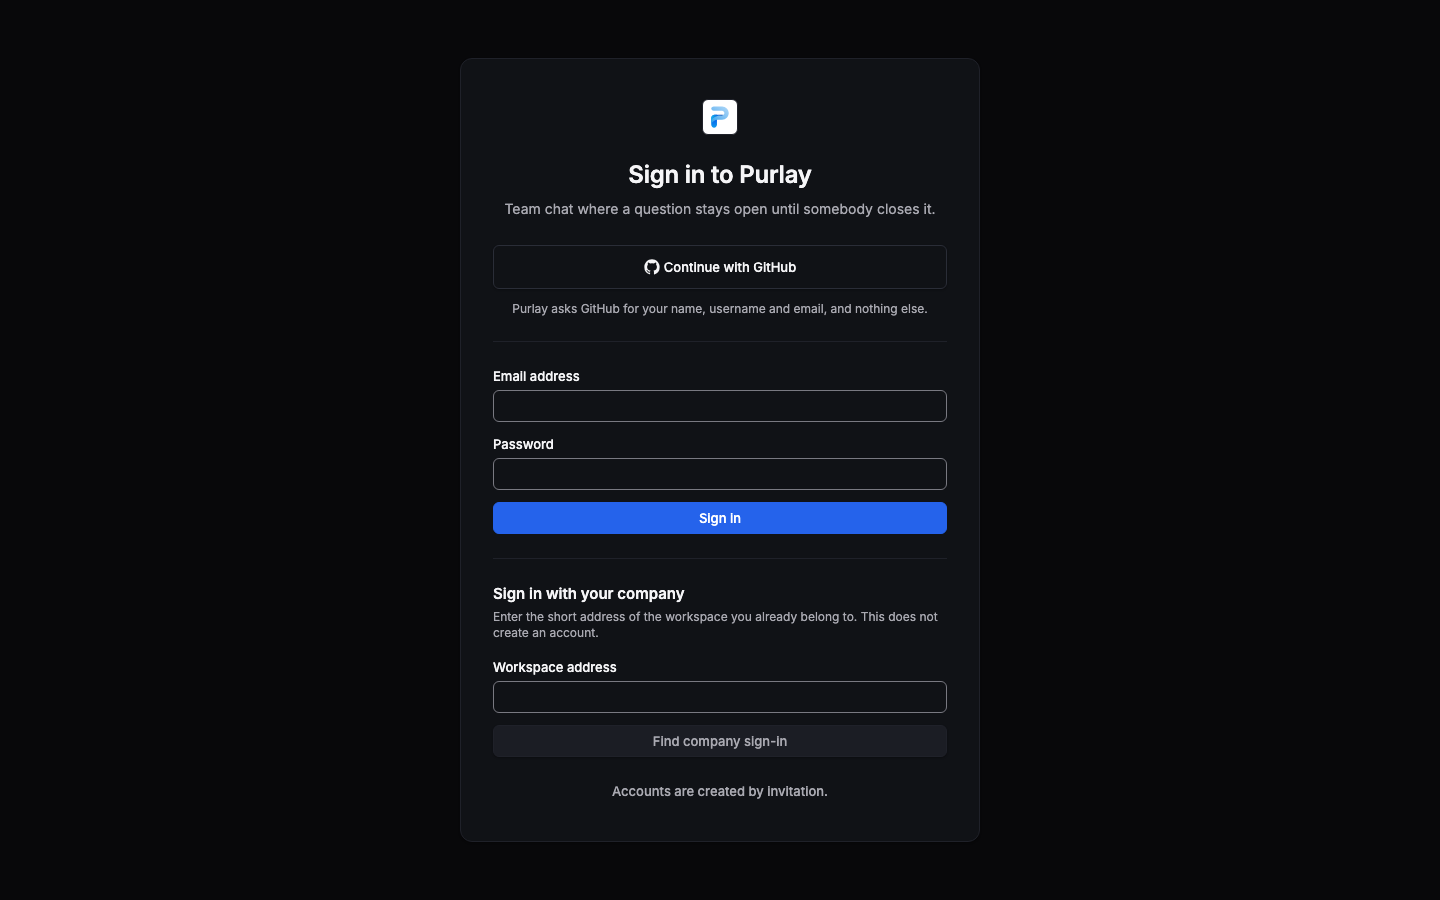 Sign in to Purlay
Team chat where a question stays open until somebody closes it.
Continue with GitHub
Purlay asks GitHub for your name, username and email, and nothing else.
Email address
Password
Sign in
Sign in with your company
Enter the short address of the workspace you already belong to. This does not
create an account.
Workspace address
Find company sign-in
Accounts are created by invitation.